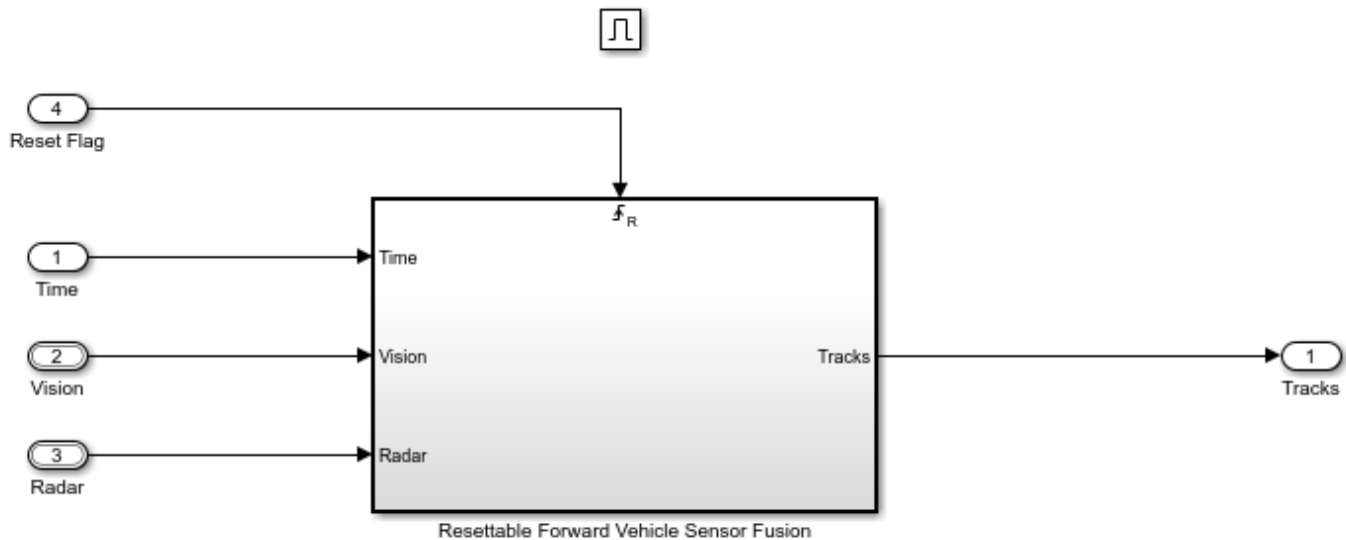 4
Reset Flag
R
1
Time
Time
2
Vision
Vision
Tracks
1
Tracks
3
Radar
Radar
Resettable Forward Vehicle Sensor Fusion